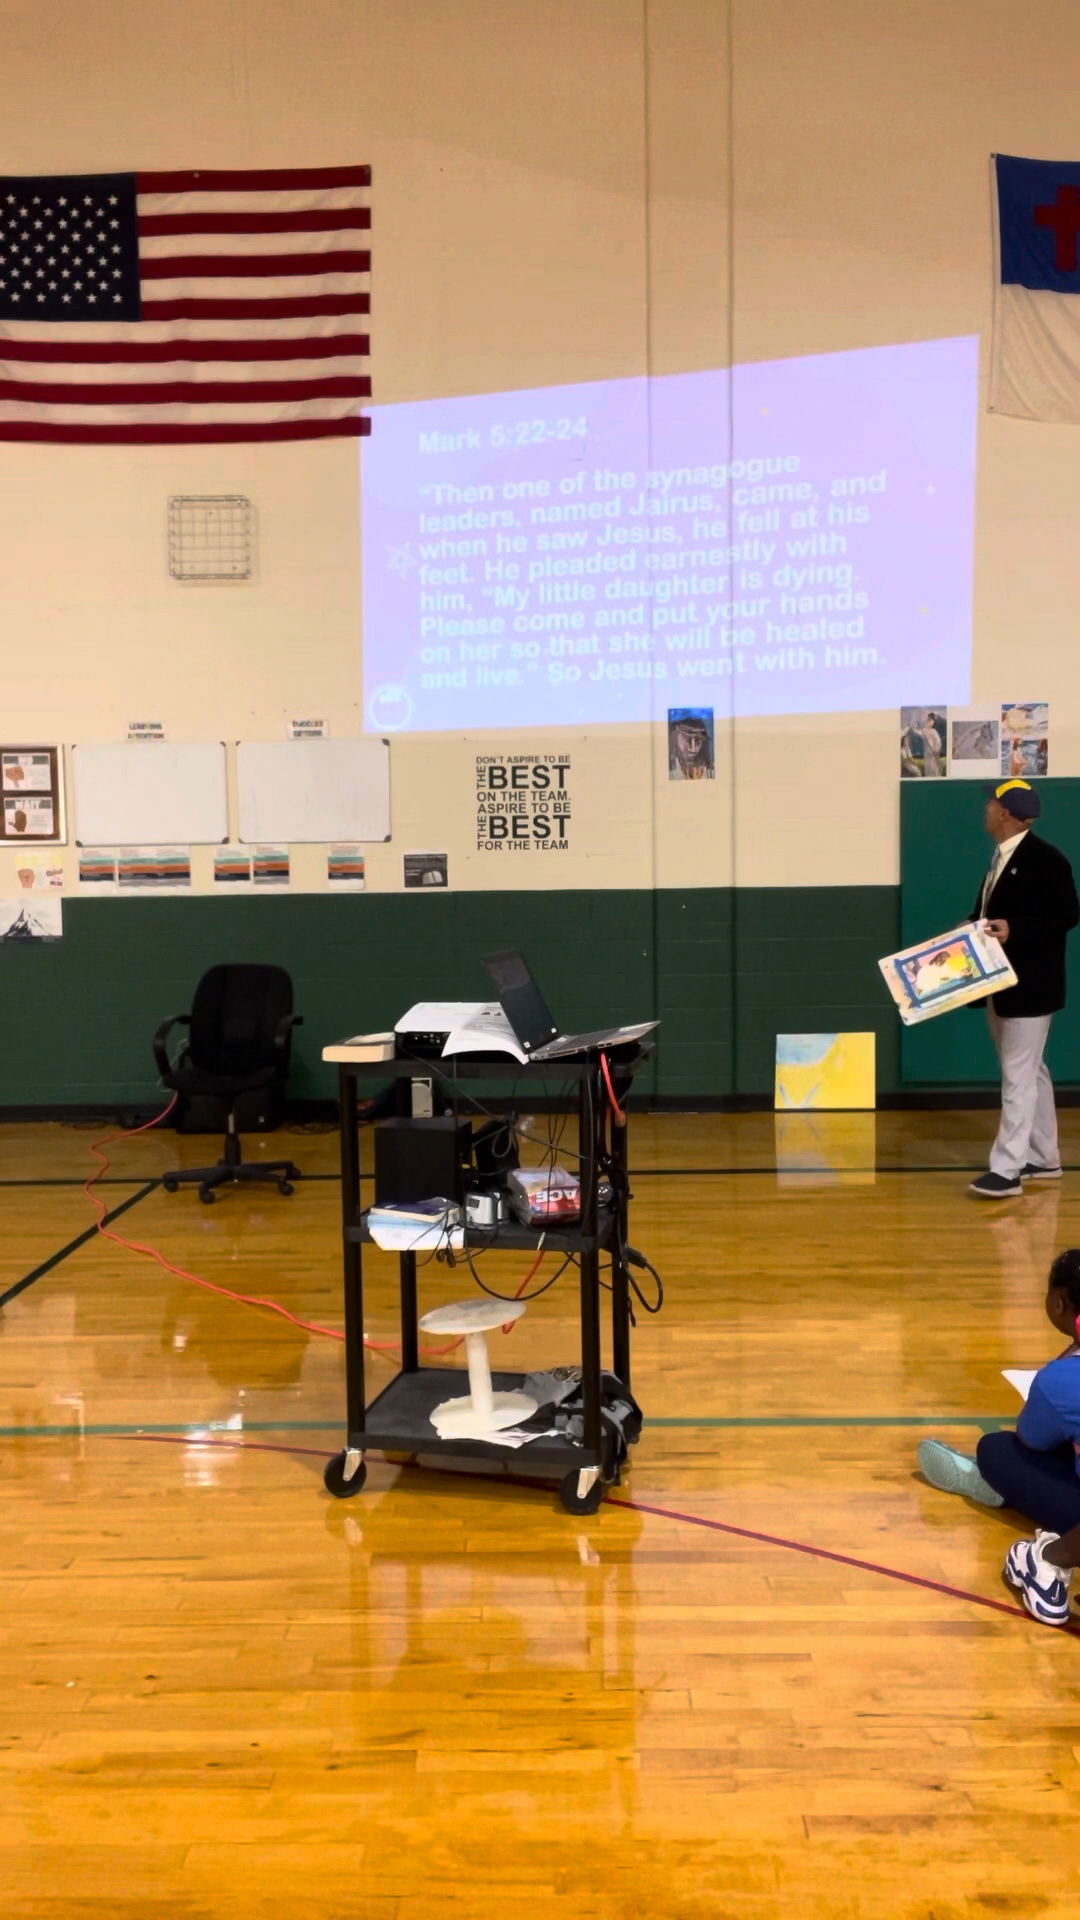 Mark 5:22-24
“Then one of the synagogue
leaders, named Jairus, came, and
when he saw Jesus, he fell at his
feet. He pleaded earnestly with
him, “My little daughter is dying.
Please come and put your hands
on her so that she will be healed
and live.” So Jesus went with him.
DON'T ASPIRE TO BE
THE BEST
ON THE TEAM.
ASPIRE TO BE
THE BEST
FOR THE TEAM
ACE